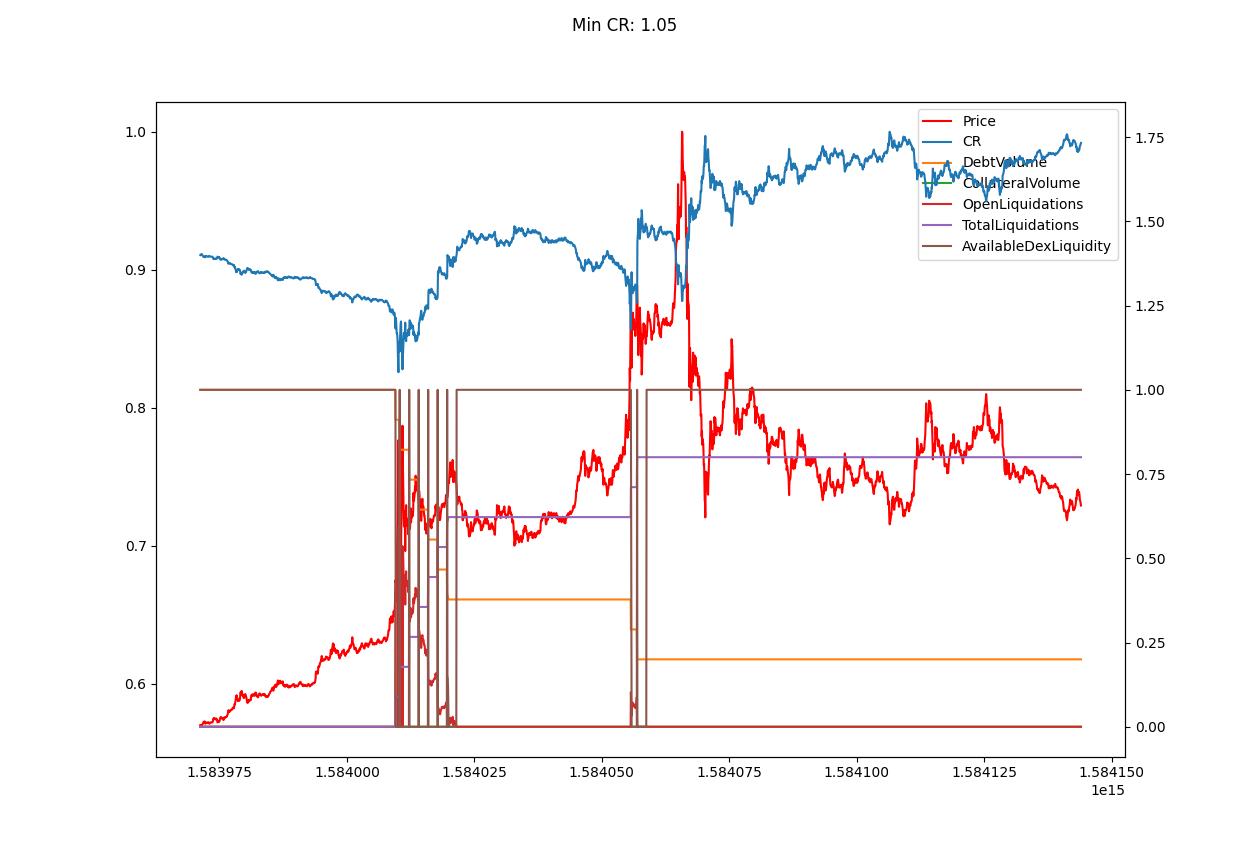 Min CR: 1.05
1.0
0.9
0.8
0.7
0.6
1.75
1.50
1.25
1.00
0.75
0.50
0.25
0.00
Price
CR
DebtVolume
CollateralVolume
OpenLiquidations
TotalLiquidations
AvailableDexLiquidity
1.583975 1.584000 1.584025 1.584050 1.584075 1.584100 1.584125 1.584150
1e15